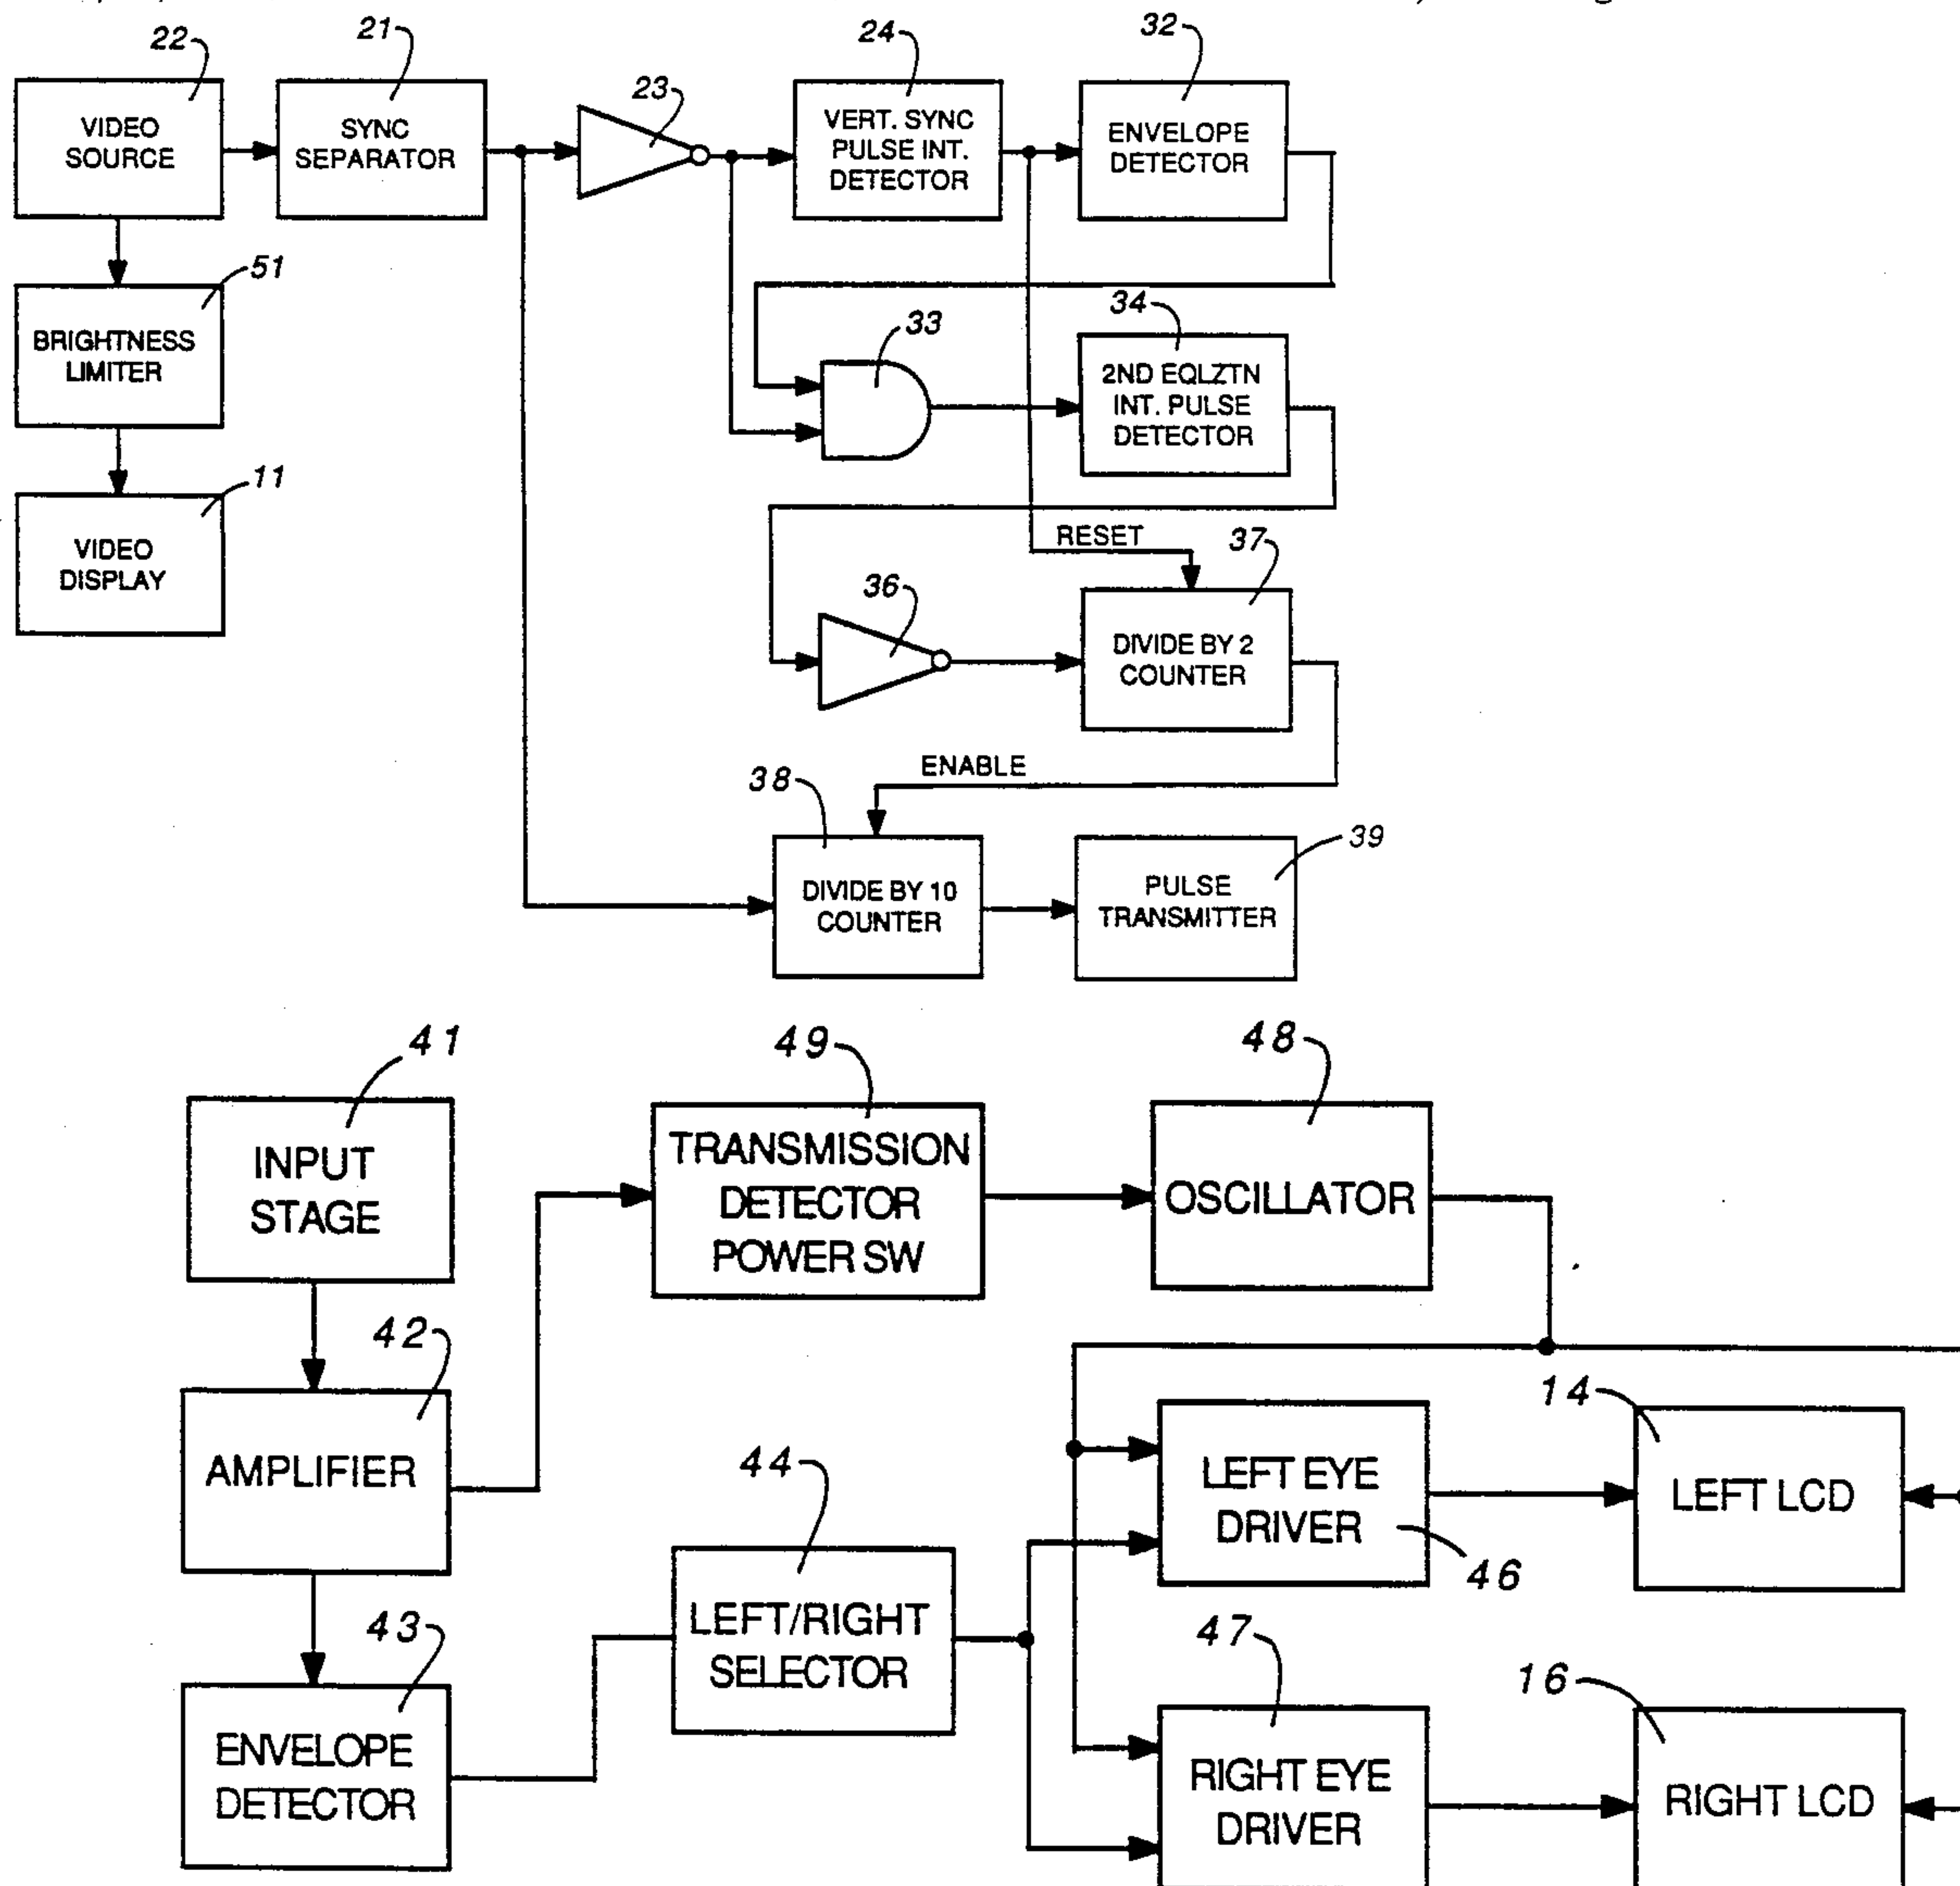 22
21
23
24
32
VIDEO
SOURCE
SYNC
SEPARATOR
VERT. SYNC
PULSE INT.
DETECTOR
ENVELOPE
DETECTOR
51
BRIGHTNESS
LIMITER
33
34
2ND EQLZTN
INT. PULSE
DETECTOR
11
VIDEO
DISPLAY
RESET
37
36
DIVIDE BY 2
COUNTER
ENABLE
38
39
DIVIDE BY 10
COUNTER
PULSE
TRANSMITTER
41
49
48
INPUT
STAGE
TRANSMISSION
DETECTOR
POWER SW
OSCILLATOR
42
AMPLIFIER
14
44
LEFT EYE
DRIVER
46
LEFT LCD
43
LEFT/RIGHT
SELECTOR
47
16
ENVELOPE
DETECTOR
RIGHT EYE
DRIVER
RIGHT LCD